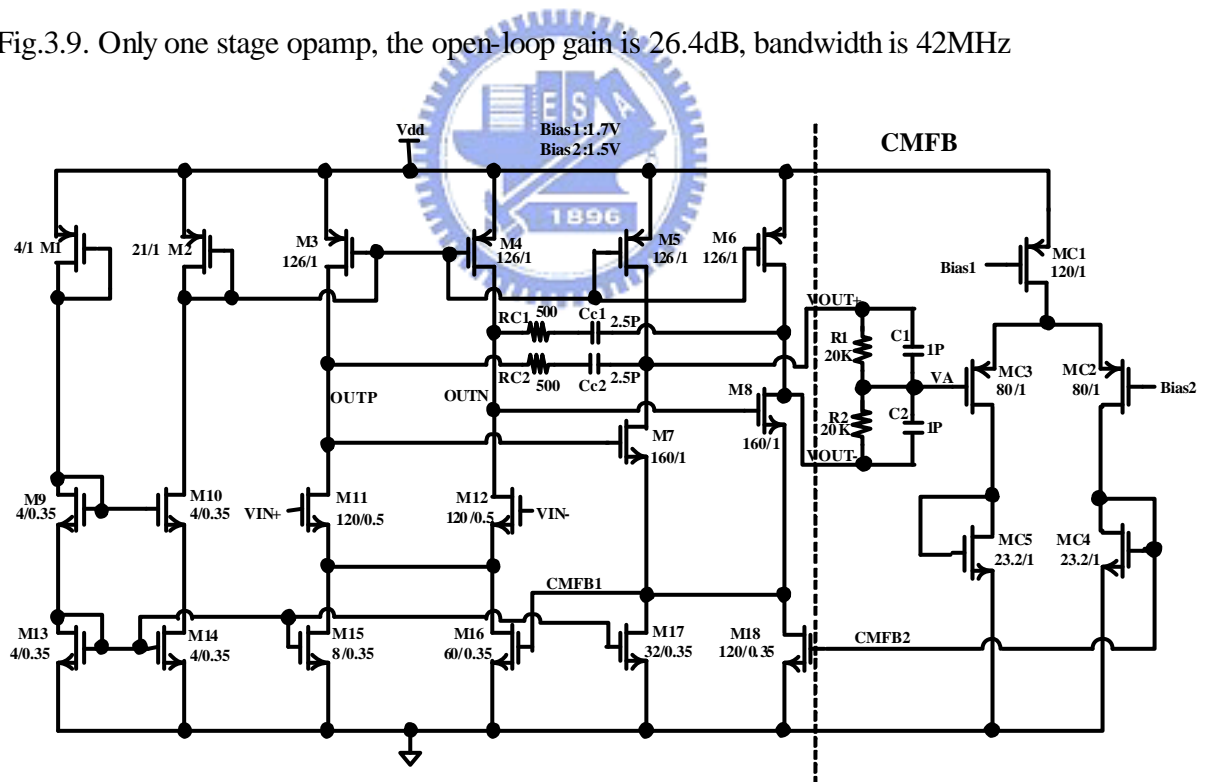 Fig.3.9. Only one stage opamp, the open-loop gain is 26.4dB, bandwidth is 42MHz
ESA
1896
Vdd
Bias1:1.7V
Bias2:1.5V
CMFB
4/1 M1
21/1 M2
M3
126/1
M4
126/1
M5
126/1
M6
126/1
Bias1
MC1
120/1
RC1
500
Cc1
2.5P
RC2
500
Cc2
2.5P
VOUT+
R1
20K
C1
1P
VA
MC3
80/1
MC2
80/1
Bias2
R2
20K
C2
1P
VOUT-
OUTP
OUTN
M8
160/1
M7
160/1
M9
4/0.35
M10
4/0.35
VIN+
M11
120/0.5
M12
120/0.5
VIN-
MC5
23.2/1
MC4
23.2/1
CMFB1
CMFB2
M13
4/0.35
M14
4/0.35
M15
8/0.35
M16
60/0.35
M17
32/0.35
M18
120/0.35